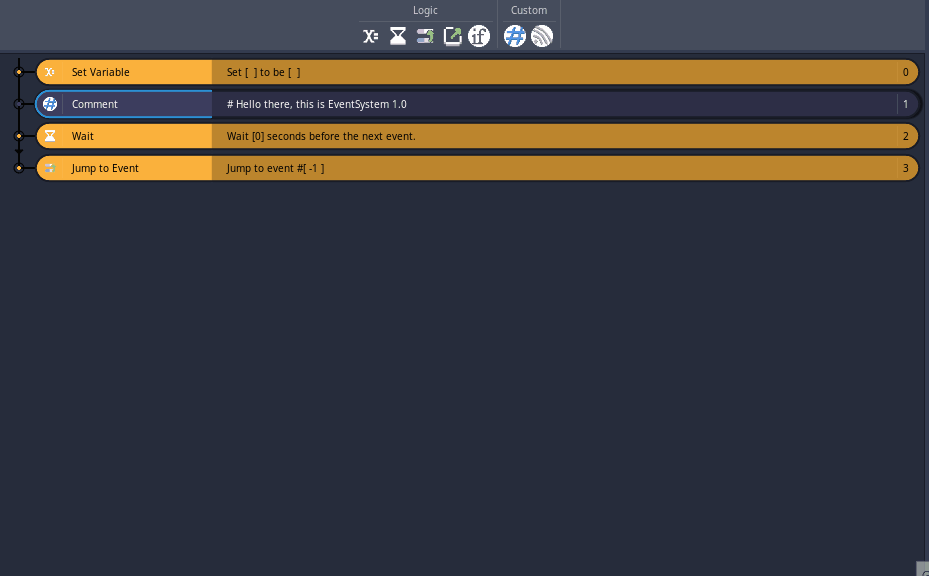 Logic Custom
Set Variable Set [ ] to be [ ] 0
Comment # Hello there, this is EventSystem 1.0 1
Wait Wait [0] seconds before the next event. 2
Jump to Event Jump to event #[ -1 ] 3